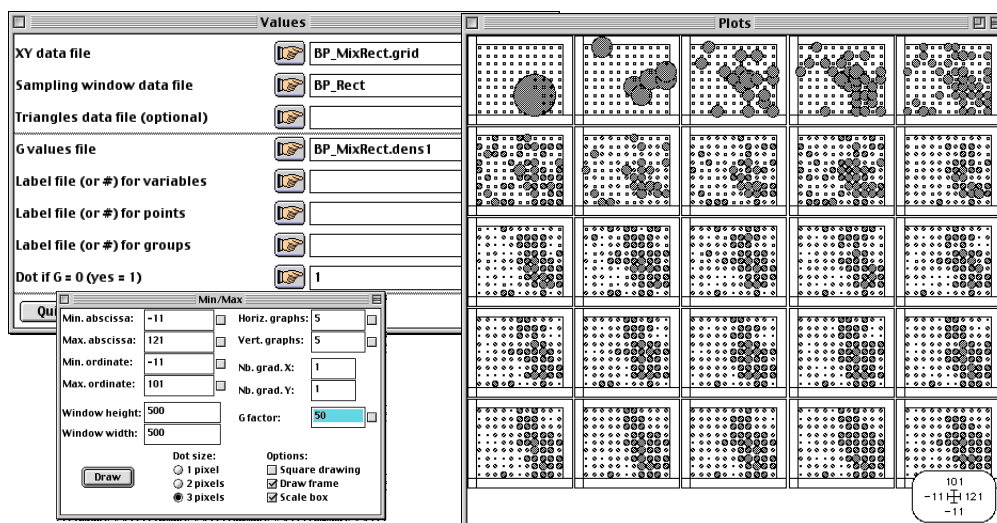 Values
XY data file
BP_MixRect.grid
Sampling window data file
BP_Rect
Triangles data file (optional)
G values file
BP_MixRect.dens1
Label file (or #) for variables
Label file (or #) for points
Label file (or #) for groups
Dot if G = 0 (yes = 1)
1
Min/Max
Min. abscissa:
-11
Horiz. graphs:
5
Max. abscissa:
121
Vert. graphs:
5
Min. ordinate:
-11
Nb. grad. X:
1
Max. ordinate:
101
Nb. grad. Y:
1
Window height:
500
G factor:
50
Window width:
500
Draw
Dot size:
1 pixel
2 pixels
3 pixels
Options:
Square drawing
Draw frame
Scale box
Plots
101
-11
121
-11